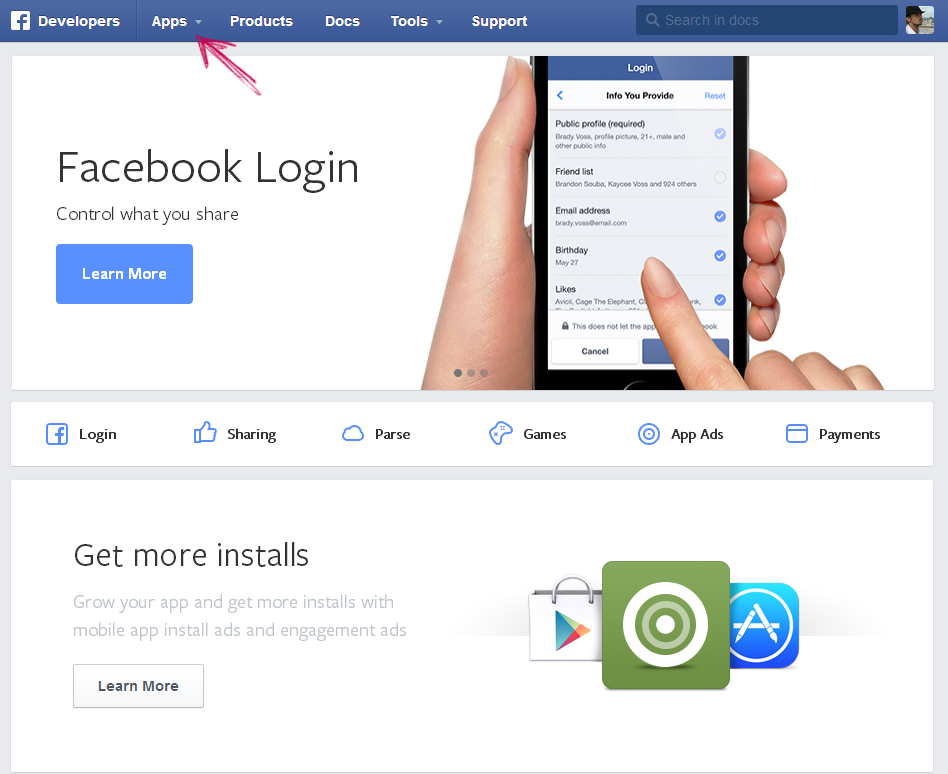 Developers Apps Products Docs Tools Support Search in docs
Login
Info You Provide Reset
Public profile (required)
Brady Voss, profile picture, 21+, male and
other public info
Friend list
Brandon Souba, Kaycee Voss and 924 others
Email address
brady.voss@email.com
Birthday
May 27
Likes
Avicii, Cage The Elephant,
This does not let the app
Cancel
Facebook Login
Control what you share
Learn More
Login Sharing Parse Games App Ads Payments
Get more installs
Grow your app and get more installs with
mobile app install ads and engagement ads
Learn More